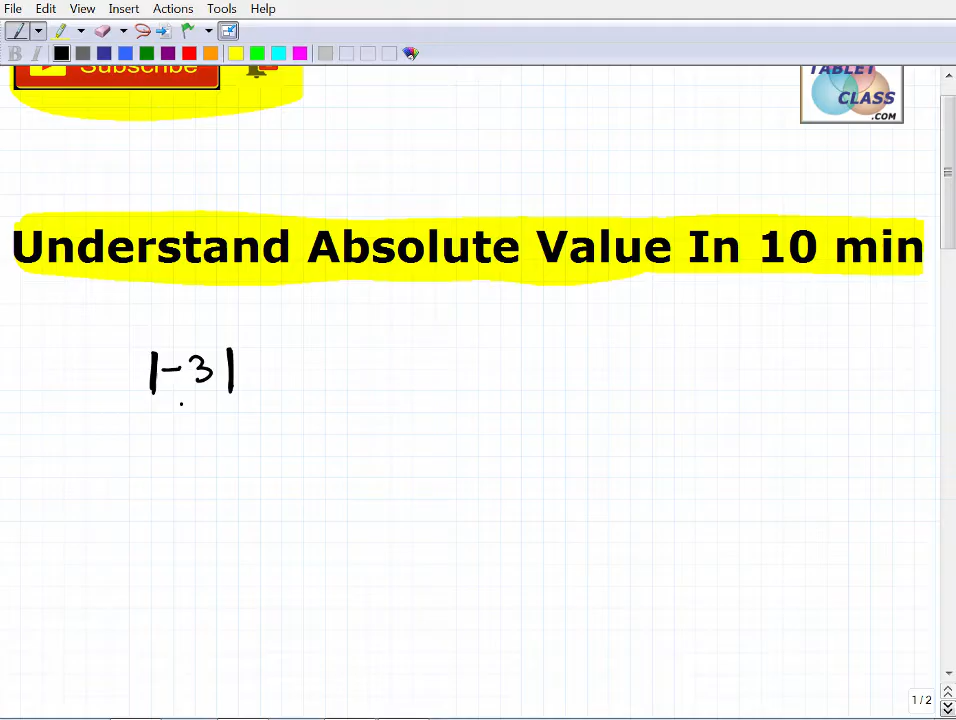 File Edit View Insert Actions Tools Help
B I
Subscribe
TABLET
CLASS
.COM
Understand Absolute Value In 10 min
|-3|
1 / 2